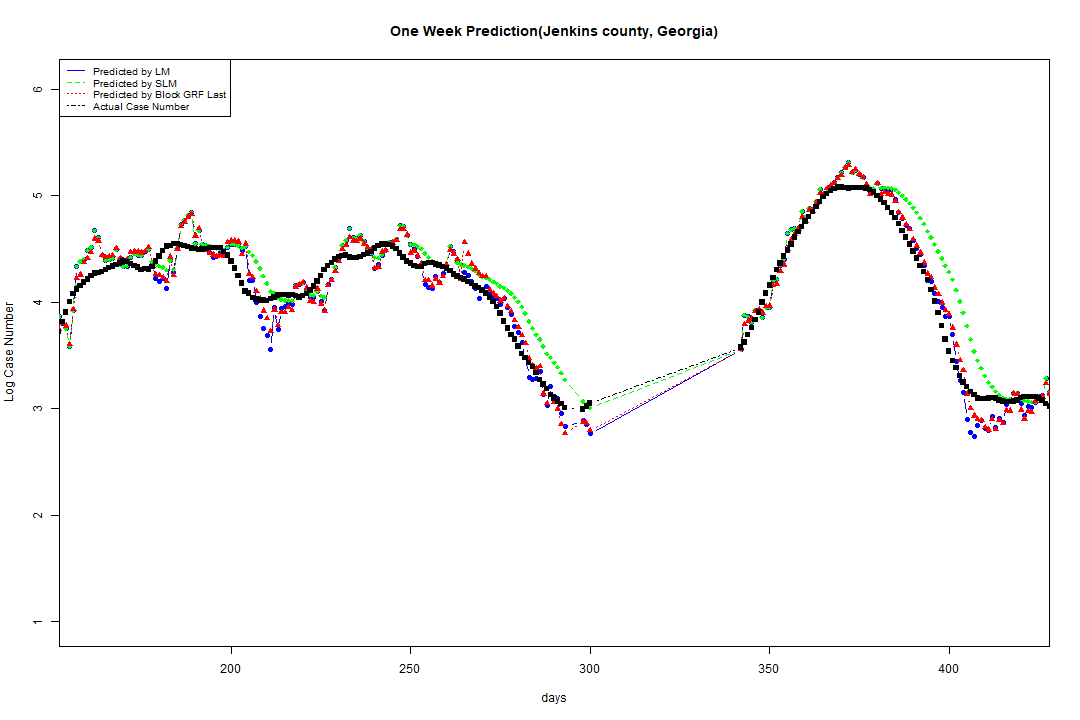 One Week Prediction(Jenkins county, Georgia)
Predicted by LM
Predicted by SLM
Predicted by Block GRF Last
Actual Case Number
Log Case Number
6
5
4
3
2
1
200 250 300 350 400
days